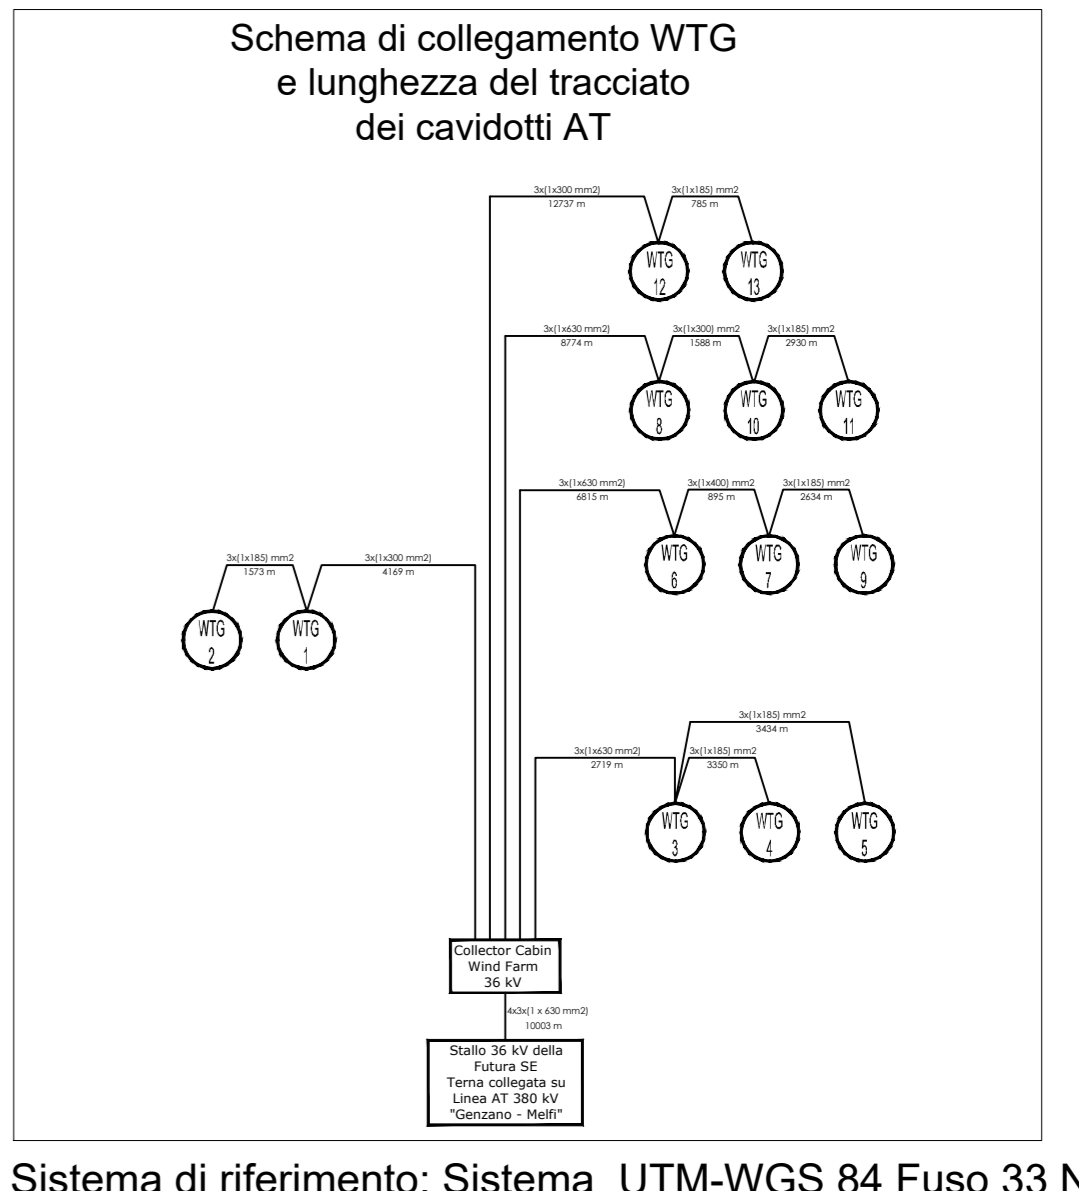 Schema di collegamento WTG
e lunghezza del tracciato
dei cavidotti AT
3x(1x300 mm2)
12737 m
3x(1x185) mm2
785 m
WTG
12
WTG
13
3x(1x630 mm2)
8774 m
3x(1x300) mm2
1588 m
3x(1x185) mm2
2930 m
WTG
8
WTG
10
WTG
11
3x(1x630 mm2)
6815 m
3x(1x400) mm2
895 m
3x(1x185) mm2
2634 m
WTG
6
WTG
7
WTG
9
3x(1x185) mm2
1573 m
3x(1x300 mm2)
4169 m
WTG
2
WTG
1
3x(1x185) mm2
3434 m
3x(1x630 mm2)
2719 m
3x(1x185) mm2
3350 m
WTG
3
WTG
4
WTG
5
Collector Cabin
Wind Farm
36 kV
4x3x(1 x 630 mm2)
10003 m
Stallo 36 kV della
Futura SE
Terna collegata su
Linea AT 380 kV
"Genzano - Melfi"
Sistema di riferimento: Sistema UTM-WGS 84 Fuso 33 N